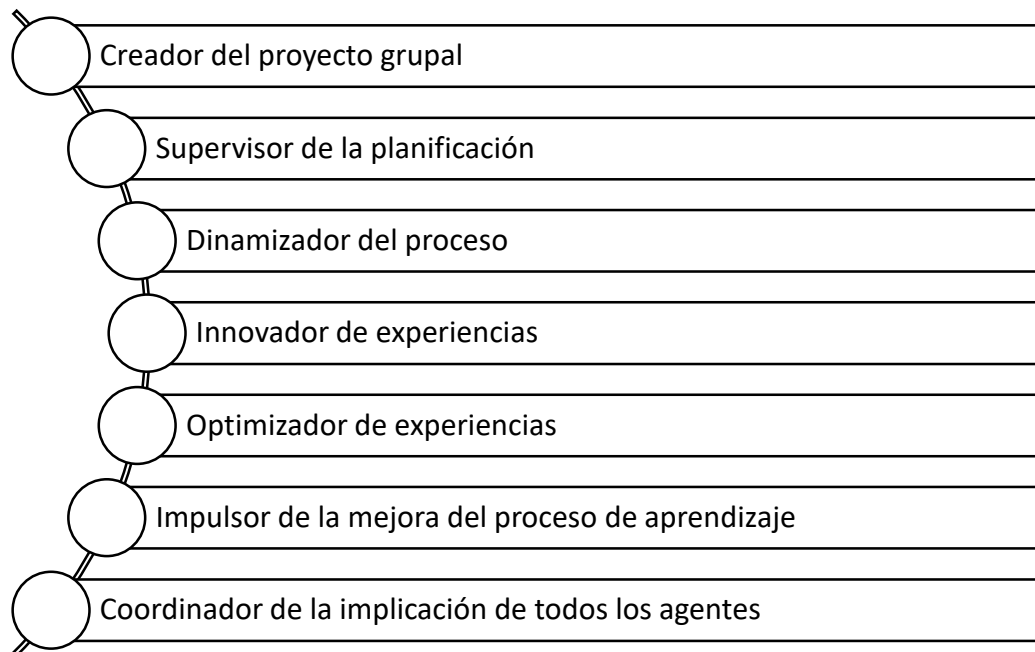 Creador del proyecto grupal
Supervisor de la planificación
Dinamizador del proceso
Innovador de experiencias
Optimizador de experiencias
Impulsor de la mejora del proceso de aprendizaje
Coordinador de la implicación de todos los agentes